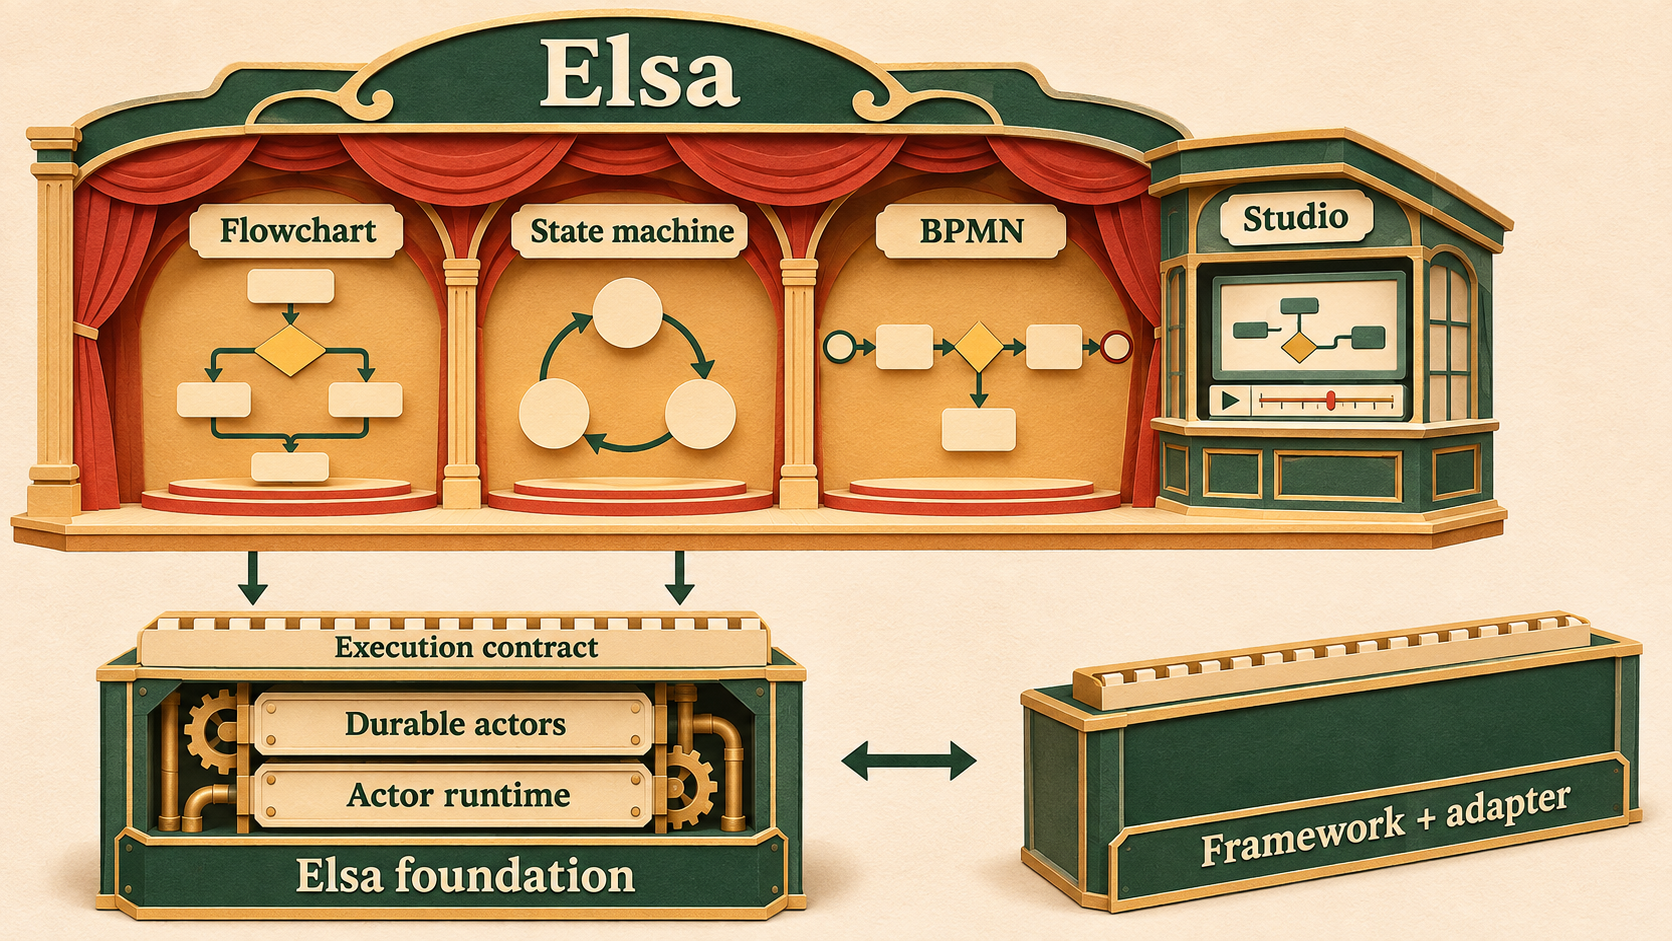 Elsa
Flowchart
State machine
BPMN
Studio
Execution contract
Durable actors
Actor runtime
Elsa foundation
Framework + adapter